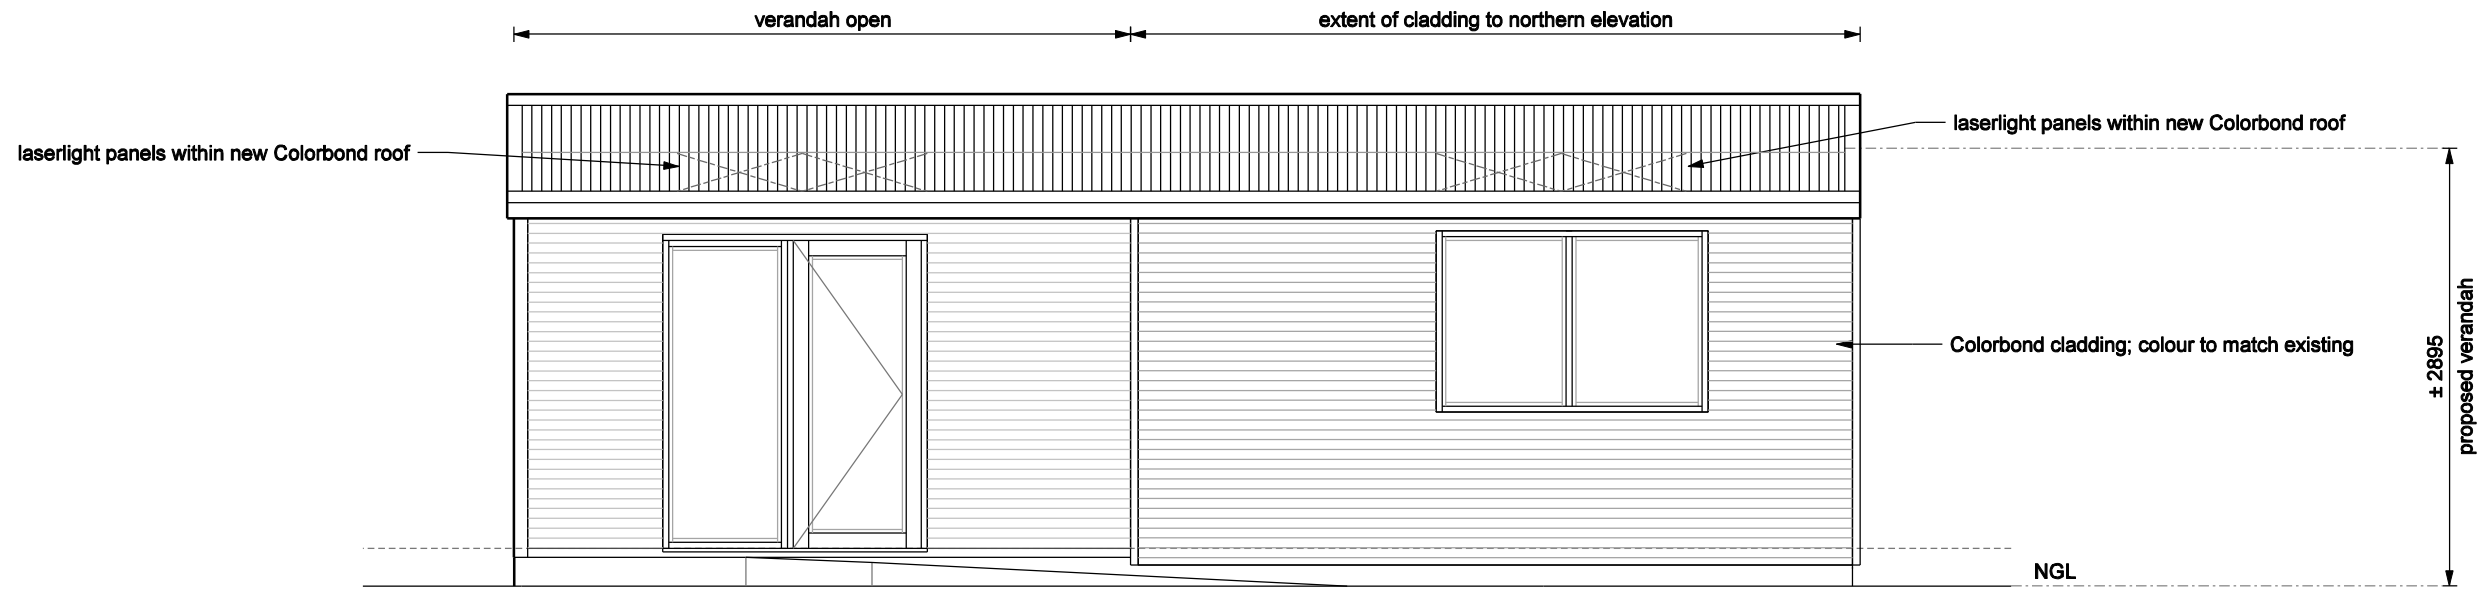 verandah open
extent of cladding to northern elevation
laserlight panels within new Colorbond roof
laserlight panels within new Colorbond roof
Colorbond cladding; colour to match existing
± 2895
proposed verandah
NGL